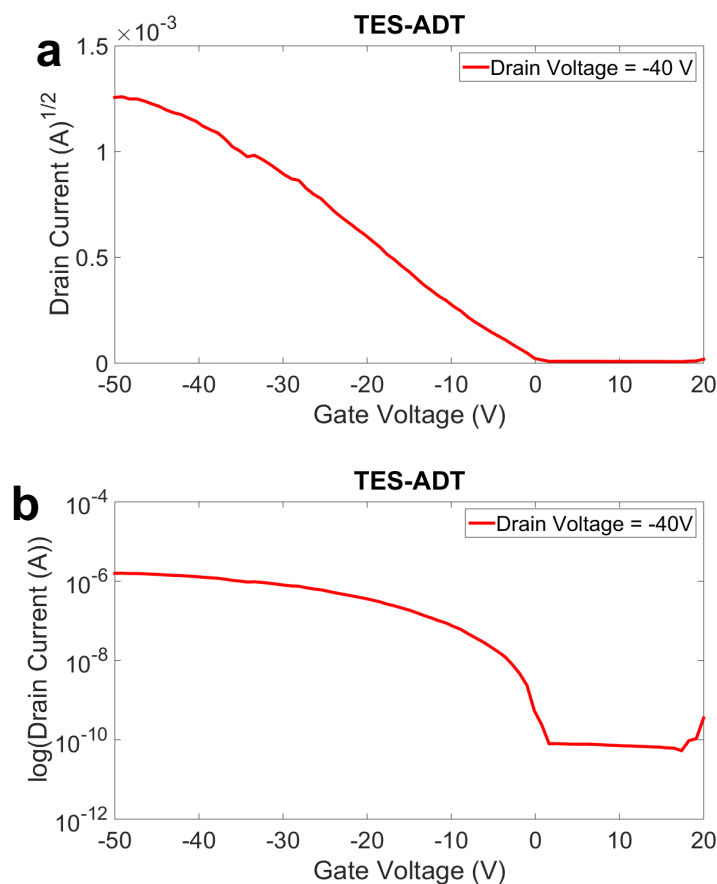 a
TES-ADT
×10⁻³
Drain Voltage = -40 V
1.5
1
0.5
0
Drain Current (A)^1/2
-50 -40 -30 -20 -10 0 10 20
Gate Voltage (V)
b
TES-ADT
Drain Voltage = -40V
10⁻⁴
10⁻⁶
10⁻⁸
10⁻¹⁰
10⁻¹²
log(Drain Current (A))
-50 -40 -30 -20 -10 0 10 20
Gate Voltage (V)